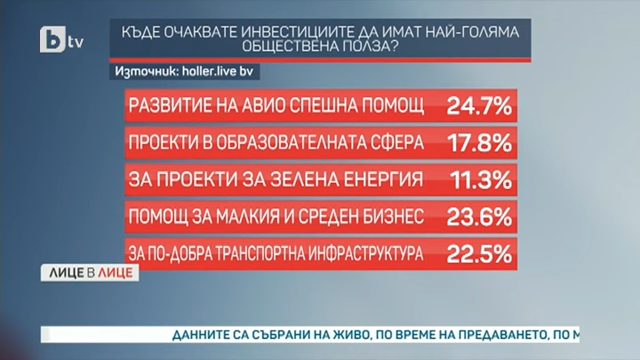 btv
КЪДЕ ОЧАКВАТЕ ИНВЕСТИЦИИТЕ ДА ИМАТ НАЙ-ГОЛЯМА
ОБЩЕСТВЕНА ПОЛЗА?
Източник: holler.live bv
РАЗВИТИЕ НА АВИО СПЕШНА ПОМОЩ 24.7%
ПРОЕКТИ В ОБРАЗОВАТЕЛНАТА СФЕРА 17.8%
ЗА ПРОЕКТИ ЗА ЗЕЛЕНА ЕНЕРГИЯ 11.3%
ПОМОЩ ЗА МАЛКИЯ И СРЕДЕН БИЗНЕС 23.6%
ЗА ПО-ДОБРА ТРАНСПОРТНА ИНФРАСТРУКТУРА 22.5%
ЛИЦЕ В ЛИЦЕ
ДАННИТЕ СА СЪБРАНИ НА ЖИВО, ПО ВРЕМЕ НА ПРЕДАВАНЕТО, ПО М